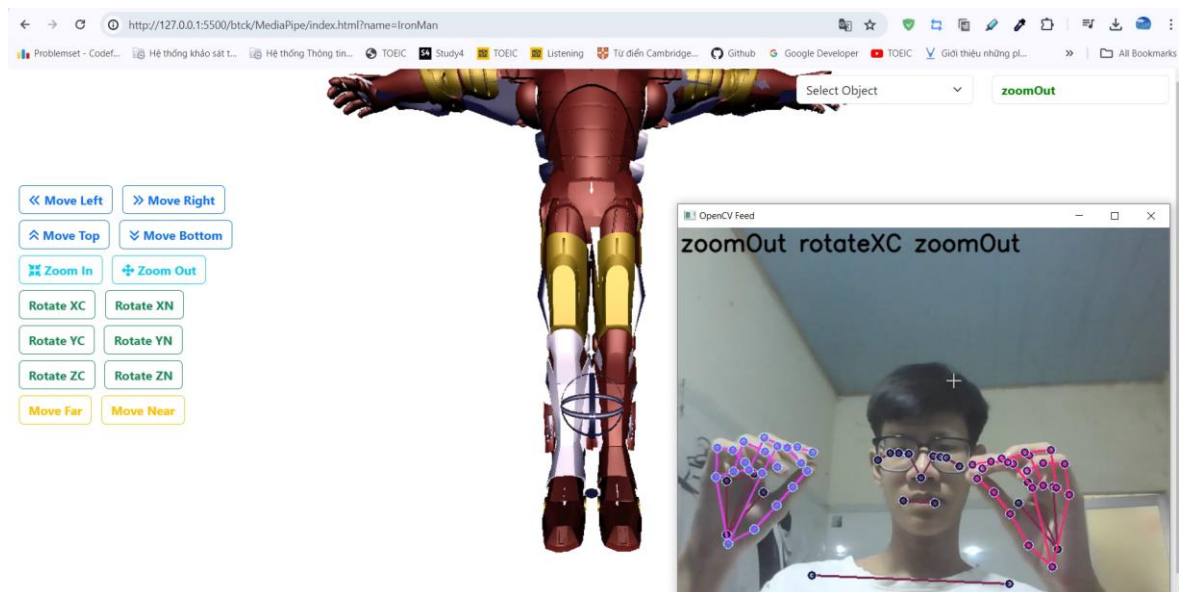 http://127.0.0.1:5500/btck/MediaPipe/index.html?name=IronMan
Problemset - Codef... Hệ thống khảo sát t... Hệ thống Thông tin... TOEIC S4 Study4 TOEIC Listening Từ điển Cambridge... Github Google Developer TOEIC Giới thiệu những pl... » All Bookmarks
Select Object zoomOut
Move Left Move Right
Move Top Move Bottom
Zoom In Zoom Out
Rotate XC Rotate XN
Rotate YC Rotate YN
Rotate ZC Rotate ZN
Move Far Move Near
OpenCV Feed
zoomOut rotateXC zoomOut